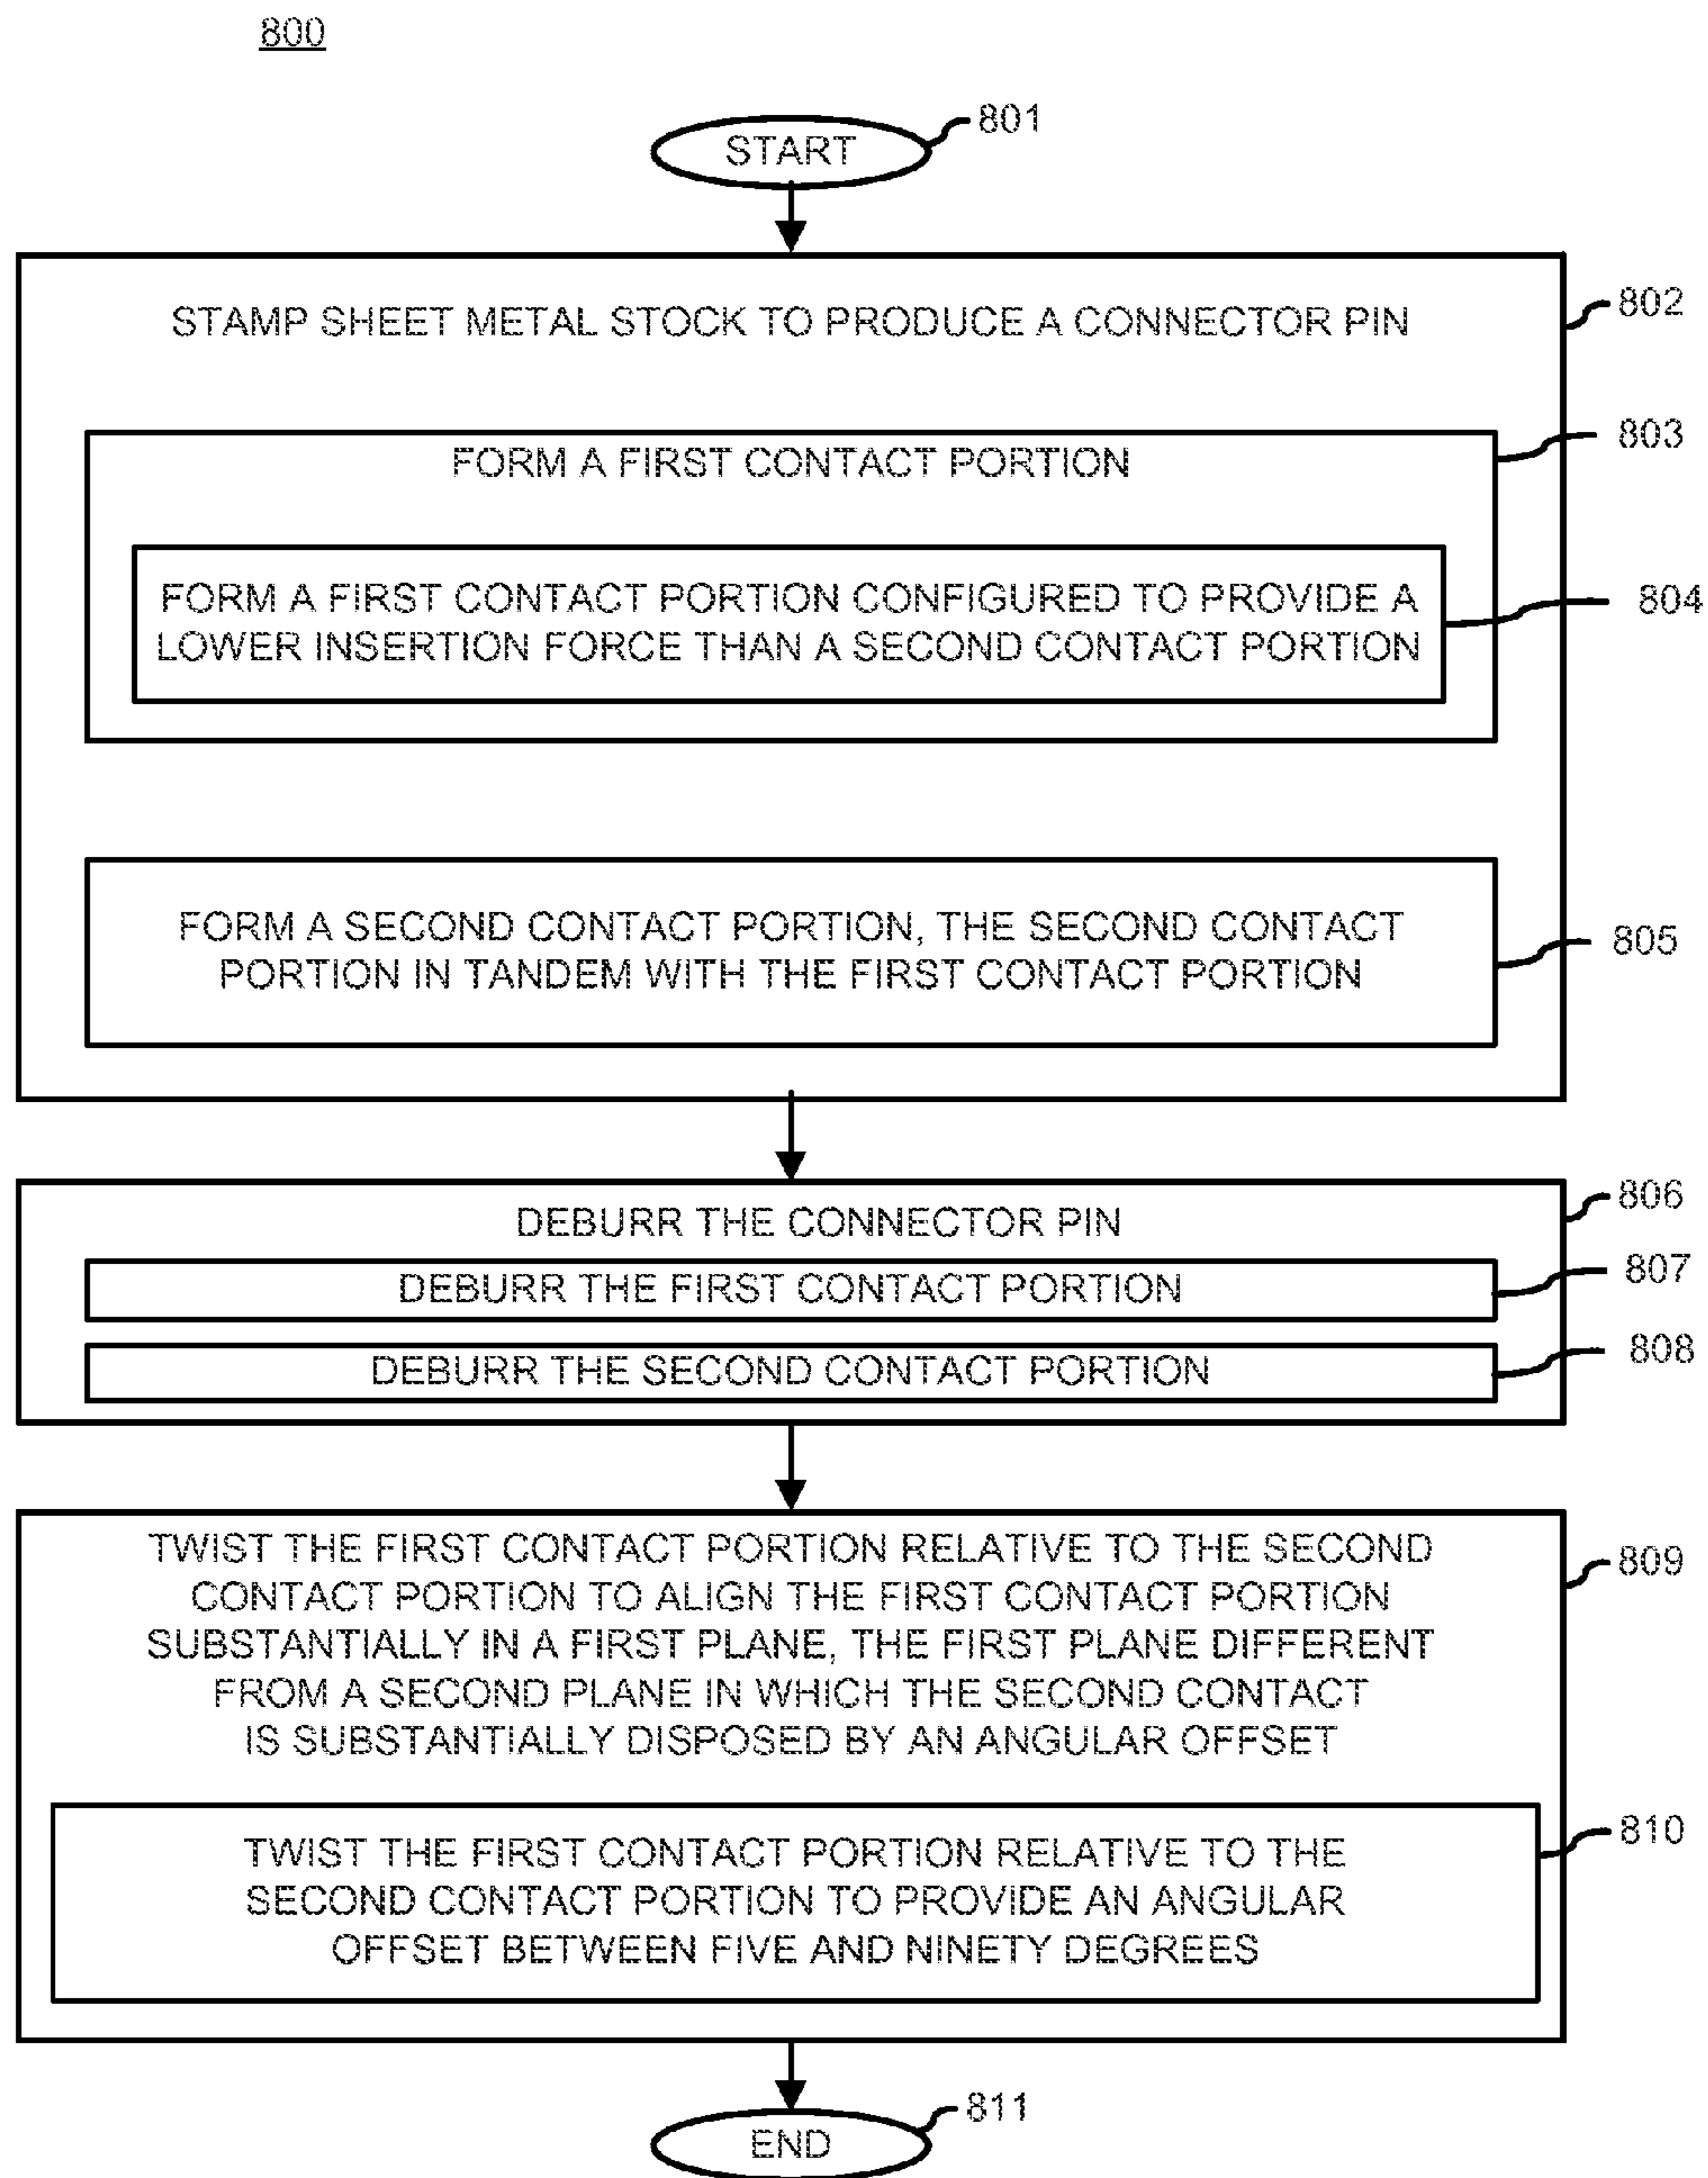 800
START
801
STAMP SHEET METAL STOCK TO PRODUCE A CONNECTOR PIN
802
FORM A FIRST CONTACT PORTION
803
FORM A FIRST CONTACT PORTION CONFIGURED TO PROVIDE A
LOWER INSERTION FORCE THAN A SECOND CONTACT PORTION
804
FORM A SECOND CONTACT PORTION, THE SECOND CONTACT
PORTION IN TANDEM WITH THE FIRST CONTACT PORTION
805
DEBURR THE CONNECTOR PIN
806
DEBURR THE FIRST CONTACT PORTION
807
DEBURR THE SECOND CONTACT PORTION
808
TWIST THE FIRST CONTACT PORTION RELATIVE TO THE SECOND
CONTACT PORTION TO ALIGN THE FIRST CONTACT PORTION
SUBSTANTIALLY IN A FIRST PLANE, THE FIRST PLANE DIFFERENT
FROM A SECOND PLANE IN WHICH THE SECOND CONTACT
IS SUBSTANTIALLY DISPOSED BY AN ANGULAR OFFSET
809
TWIST THE FIRST CONTACT PORTION RELATIVE TO THE
SECOND CONTACT PORTION TO PROVIDE AN ANGULAR
OFFSET BETWEEN FIVE AND NINETY DEGREES
810
END
811